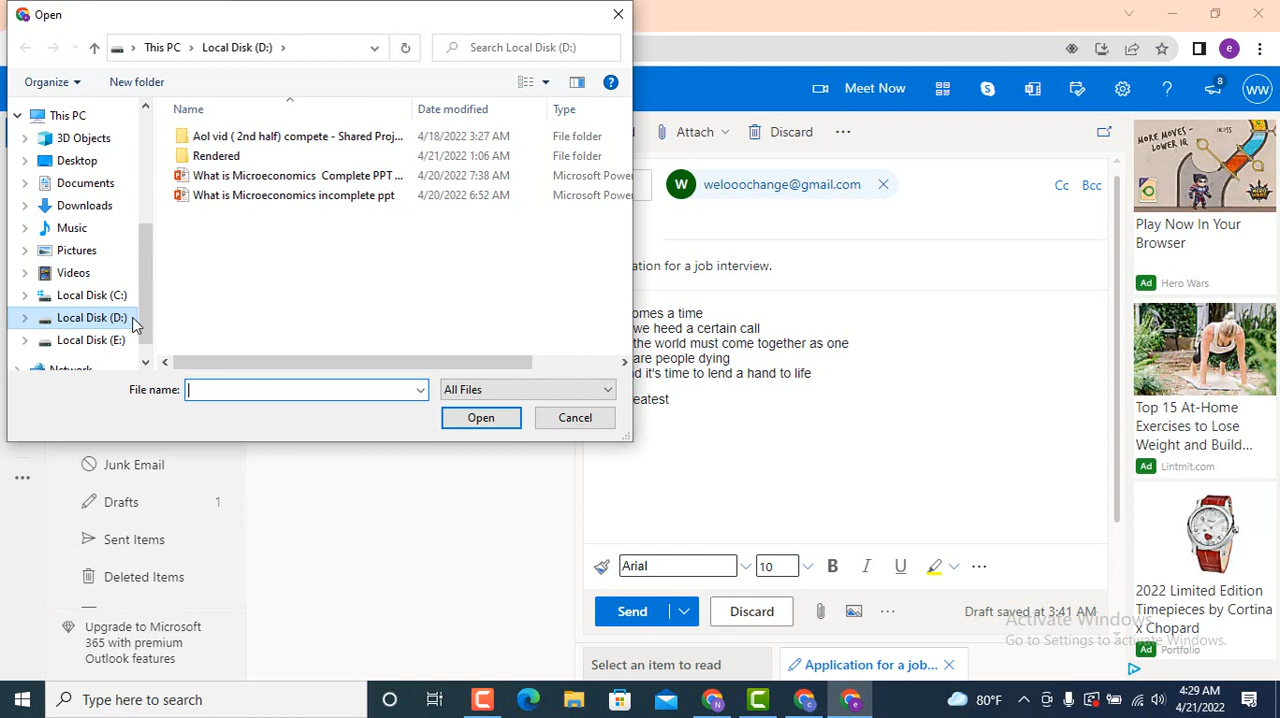 Open
This PC > Local Disk (D:) >
Search Local Disk (D:)
Organize
New folder
Name
Date modified
Type
This PC
3D Objects
Desktop
Documents
Downloads
Music
Pictures
Videos
Local Disk (C:)
Local Disk (D:)
Local Disk (E:)
Network
Aol vid ( 2nd half) compete - Shared Proj... 4/18/2022 3:27 AM File folder
Rendered 4/21/2022 1:06 AM File folder
What is Microeconomics Complete PPT ... 4/20/2022 7:38 AM Microsoft Power
What is Microeconomics incomplete ppt 4/20/2022 6:52 AM Microsoft Power
File name:
All Files
Open
Cancel
e
Meet Now
8
WW
Attach
Discard
W welooochange@gmail.com
Cc Bcc
ation for a job interview.
omes a time
we heed a certain call
the world must come together as one
are people dying
d it's time to lend a hand to life
eatest
Junk Email
Drafts 1
Sent Items
Deleted Items
Upgrade to Microsoft
365 with premium
Outlook features
Arial
10
B I U
Send
Discard
Draft saved at 3:41 AM
Select an item to read
Application for a job...
Play Now In Your
Browser
Ad Hero Wars
MORE MOVES -
LOWER IQ
Top 15 At-Home
Exercises to Lose
Weight and Build...
Ad Lintmit.com
2022 Limited Edition
Timepieces by Cortina
x Chopard
Ad Portfolio
Activate Windows
Go to Settings to activate Windows.
Type here to search
80°F
4:29 AM
4/21/2022